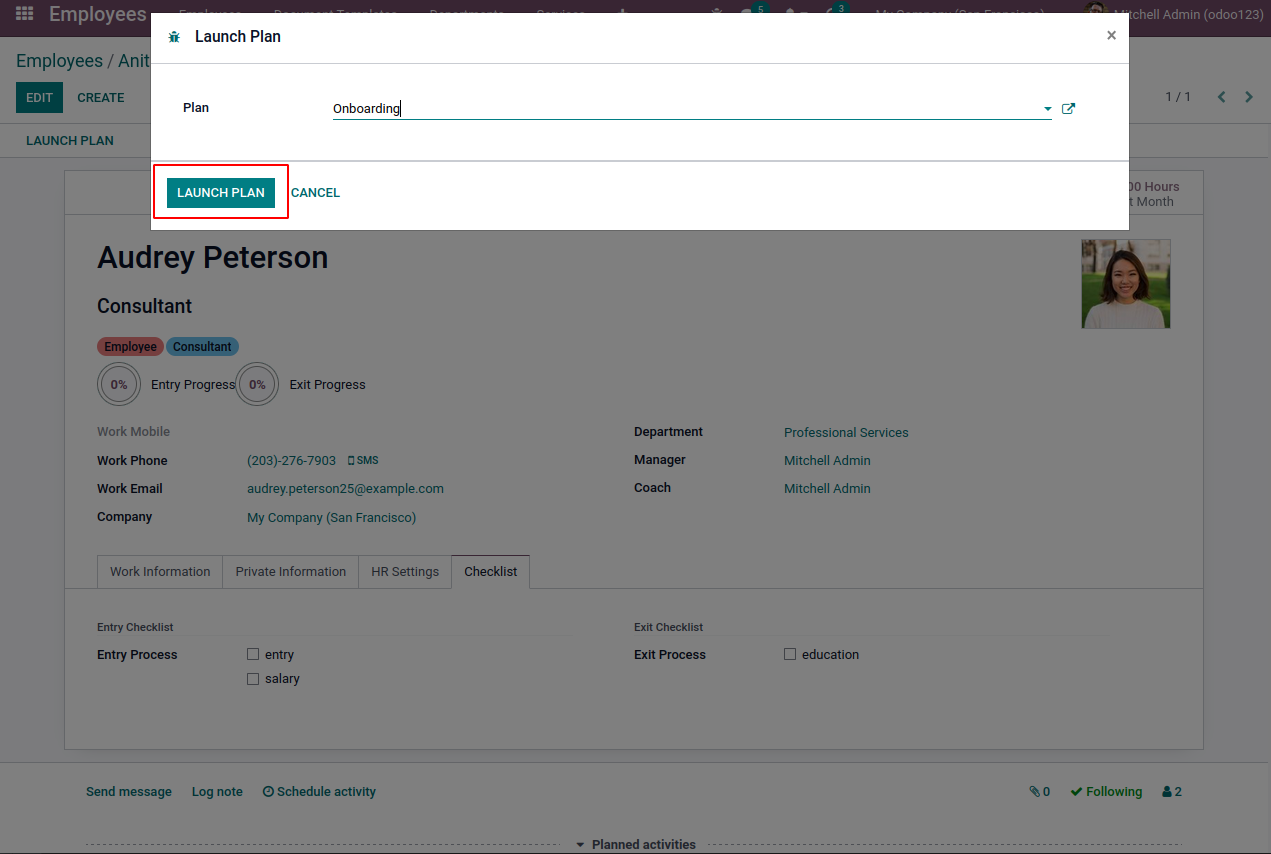 Employees
5
3
Mitchell Admin (odoo123)
Launch Plan
×
Employees / Anit
EDIT CREATE
1 / 1
Plan Onboarding
LAUNCH PLAN
LAUNCH PLAN CANCEL
00 Hours
t Month
Audrey Peterson
Consultant
Employee Consultant
0% Entry Progress 0% Exit Progress
Work Mobile
Department Professional Services
Work Phone (203)-276-7903 SMS
Manager Mitchell Admin
Work Email audrey.peterson25@example.com
Coach Mitchell Admin
Company My Company (San Francisco)
Work Information Private Information HR Settings Checklist
Entry Checklist Exit Checklist
Entry Process entry
Exit Process education
salary
Send message Log note Schedule activity
0 Following 2
Planned activities